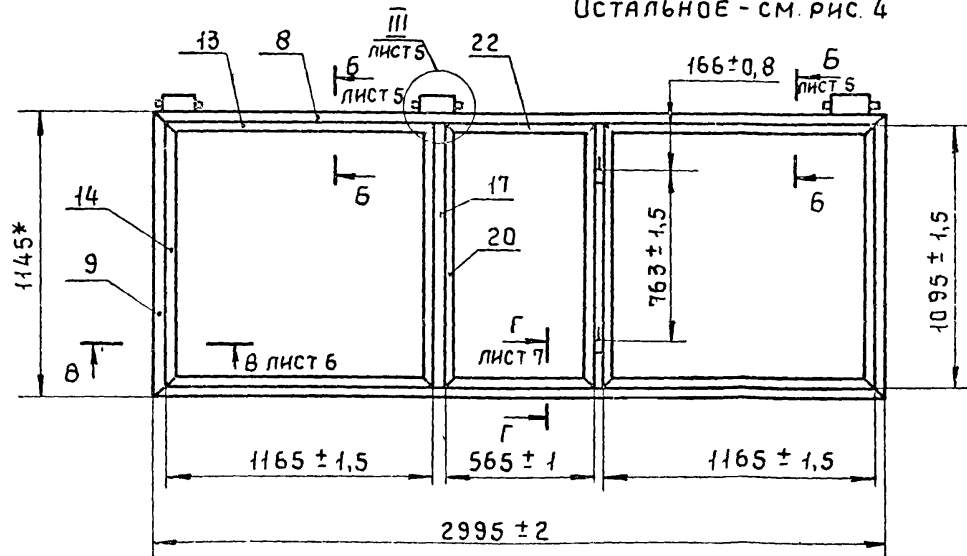 ОСТАЛЬНОЕ - СМ. РИС. 4
III
ЛИСТ 5
13
8
Б
ЛИСТ 5
22
166±0,8
Б
ЛИСТ 5
Б
Б
14
17
20
9
1145*
763±1,5
1095±1,5
В
В ЛИСТ 6
Г
ЛИСТ 7
Г
1165±1,5
565±1
1165±1,5
2995±2